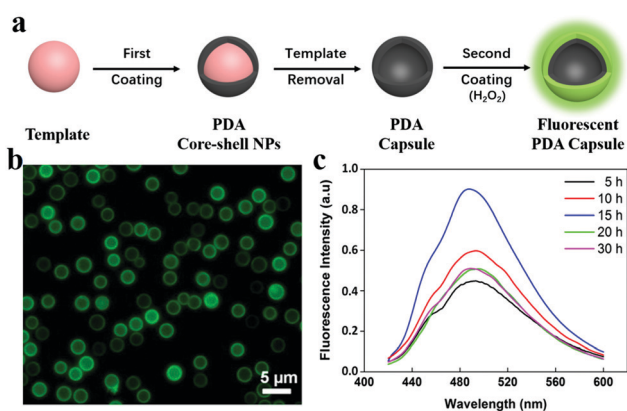 a
First
Coating
Template
Removal
Second
Coating
(H₂O₂)
Template
PDA
Core-shell NPs
PDA
Capsule
Fluorescent
PDA Capsule
b
5 µm
c
Fluorescence Intensity (a.u)
1.0
0.8
0.6
0.4
0.2
0.0
5 h
10 h
15 h
20 h
30 h
400 440 480 520 560 600
Wavelength (nm)